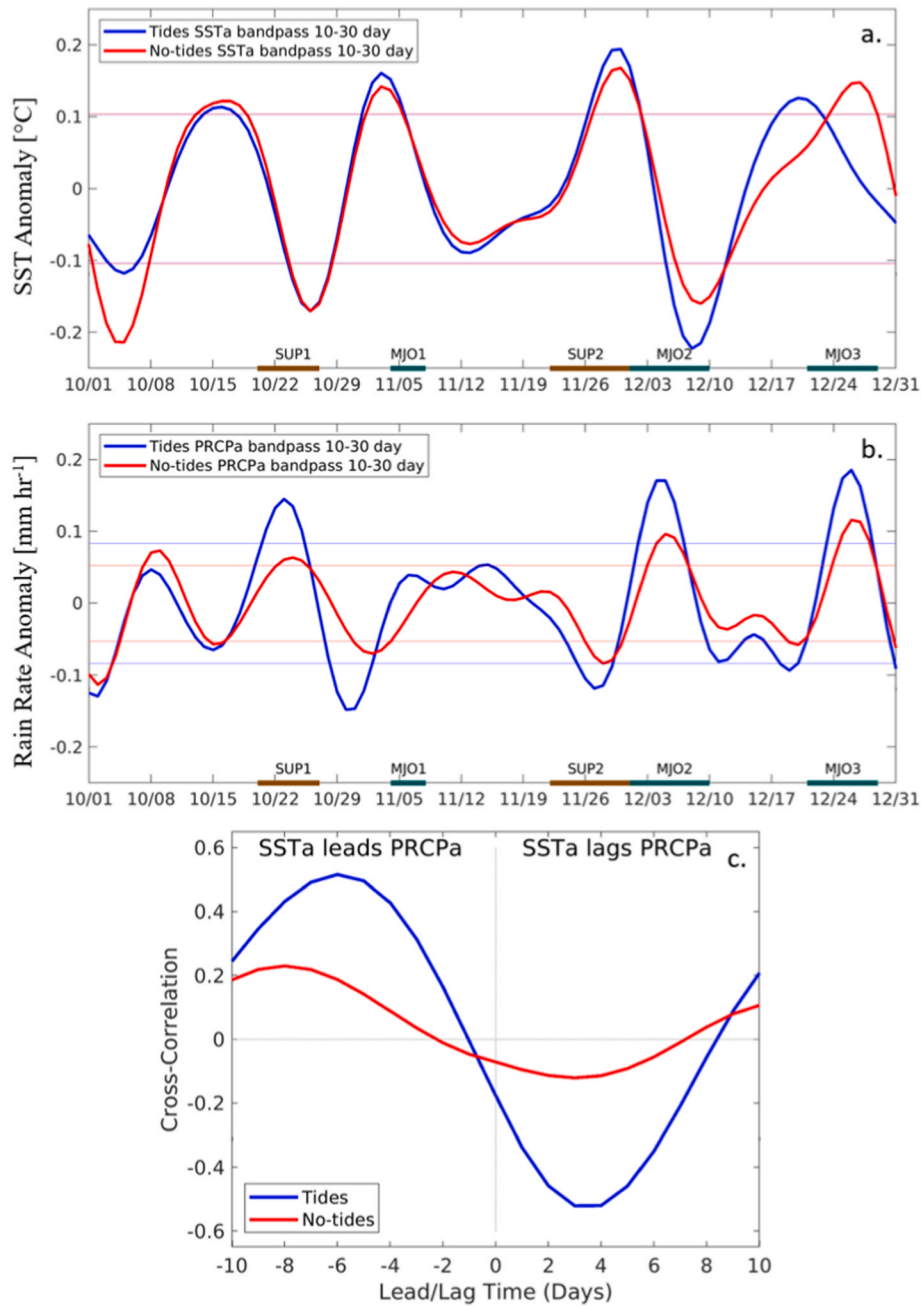 Tides SSTa bandpass 10-30 day
No-tides SSTa bandpass 10-30 day
a.
SST Anomaly [°C]
0.2
0.1
0
-0.1
-0.2
SUP1 MJO1 SUP2 MJO2 MJO3
10/01 10/08 10/15 10/22 10/29 11/05 11/12 11/19 11/26 12/03 12/10 12/17 12/24 12/31
Tides PRCPa bandpass 10-30 day
No-tides PRCPa bandpass 10-30 day
b.
Rain Rate Anomaly [mm hr⁻¹]
0.2
0.1
0
-0.1
-0.2
SUP1 MJO1 SUP2 MJO2 MJO3
10/01 10/08 10/15 10/22 10/29 11/05 11/12 11/19 11/26 12/03 12/10 12/17 12/24 12/31
SSTa leads PRCPa SSTa lags PRCPa
c.
Cross-Correlation
0.6
0.4
0.2
0
-0.2
-0.4
-0.6
Tides
No-tides
-10 -8 -6 -4 -2 0 2 4 6 8 10
Lead/Lag Time (Days)